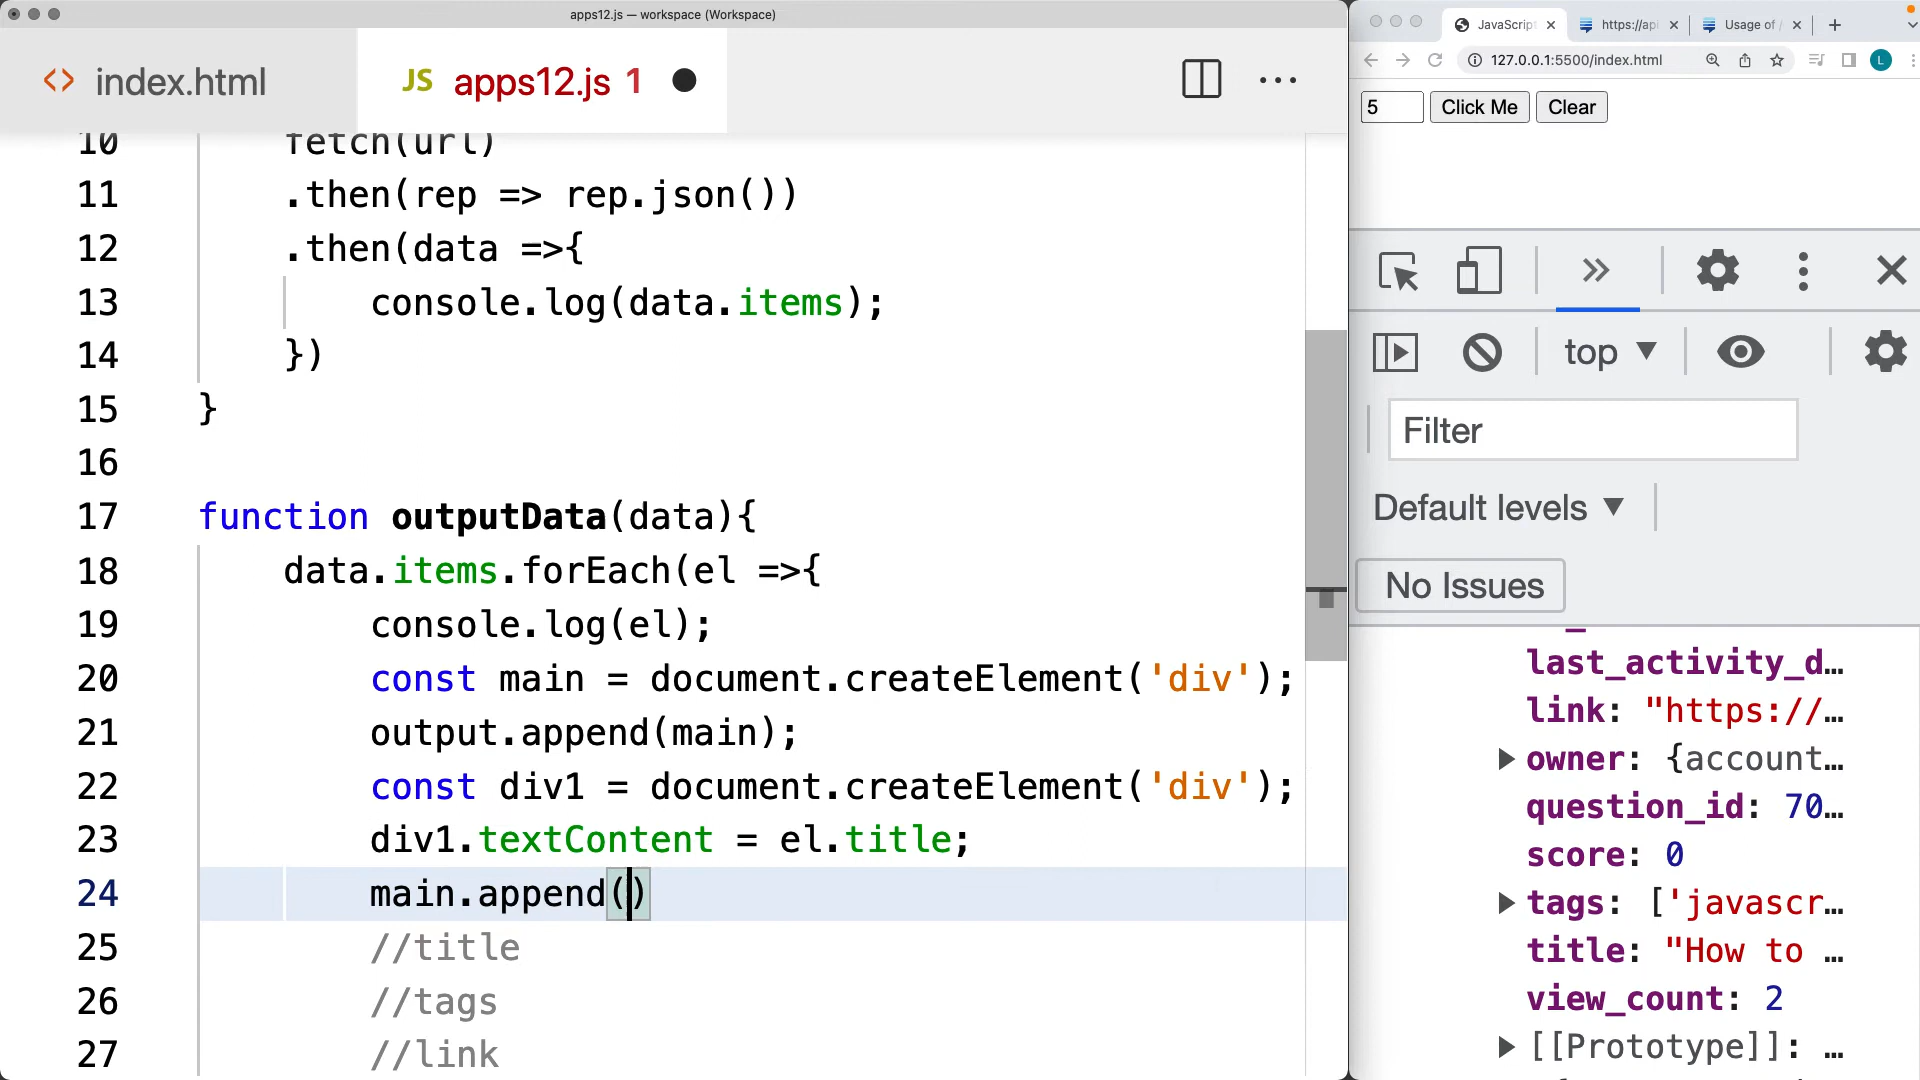 apps12.js — workspace (Workspace)
index.html
JS apps12.js 1
10 fetch(url)
11 .then(rep => rep.json())
12 .then(data =>{
13 console.log(data.items);
14 })
15 }
16
17 function outputData(data){
18 data.items.forEach(el =>{
19 console.log(el);
20 const main = document.createElement('div');
21 output.append(main);
22 const div1 = document.createElement('div');
23 div1.textContent = el.title;
24 main.append()
25 //title
26 //tags
27 //link
JavaScrip
https://api
Usage of /
127.0.0.1:5500/index.html
L
5 Click Me Clear
top
Filter
Default levels
No Issues
last_activity_d…
link: "https://…
owner: {account…
question_id: 70…
score: 0
tags: ['javascr…
title: "How to …
view_count: 2
[[Prototype]]: …